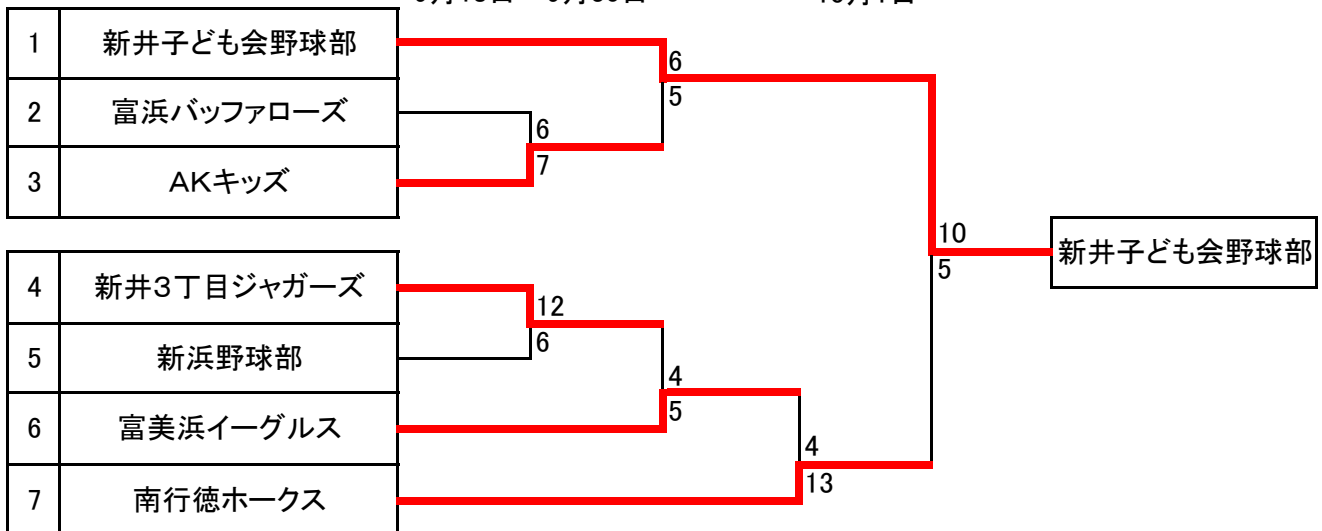 1 新井子ども会野球部
6
5
2 富浜バッファローズ
6
7
3 AKキッズ
10
5
新井子ども会野球部
4 新井3丁目ジャガーズ
12
6
5 新浜野球部
4
5
6 富美浜イーグルス
4
13
7 南行徳ホークス